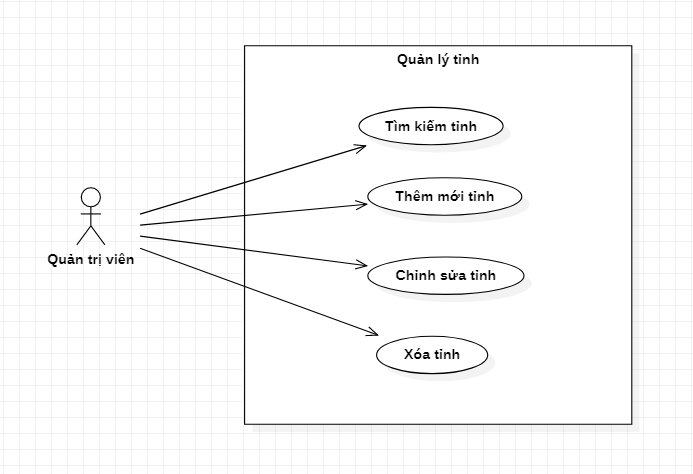 Quản lý tỉnh
Tìm kiếm tỉnh
Thêm mới tỉnh
Quản trị viên
Chỉnh sửa tỉnh
Xóa tỉnh